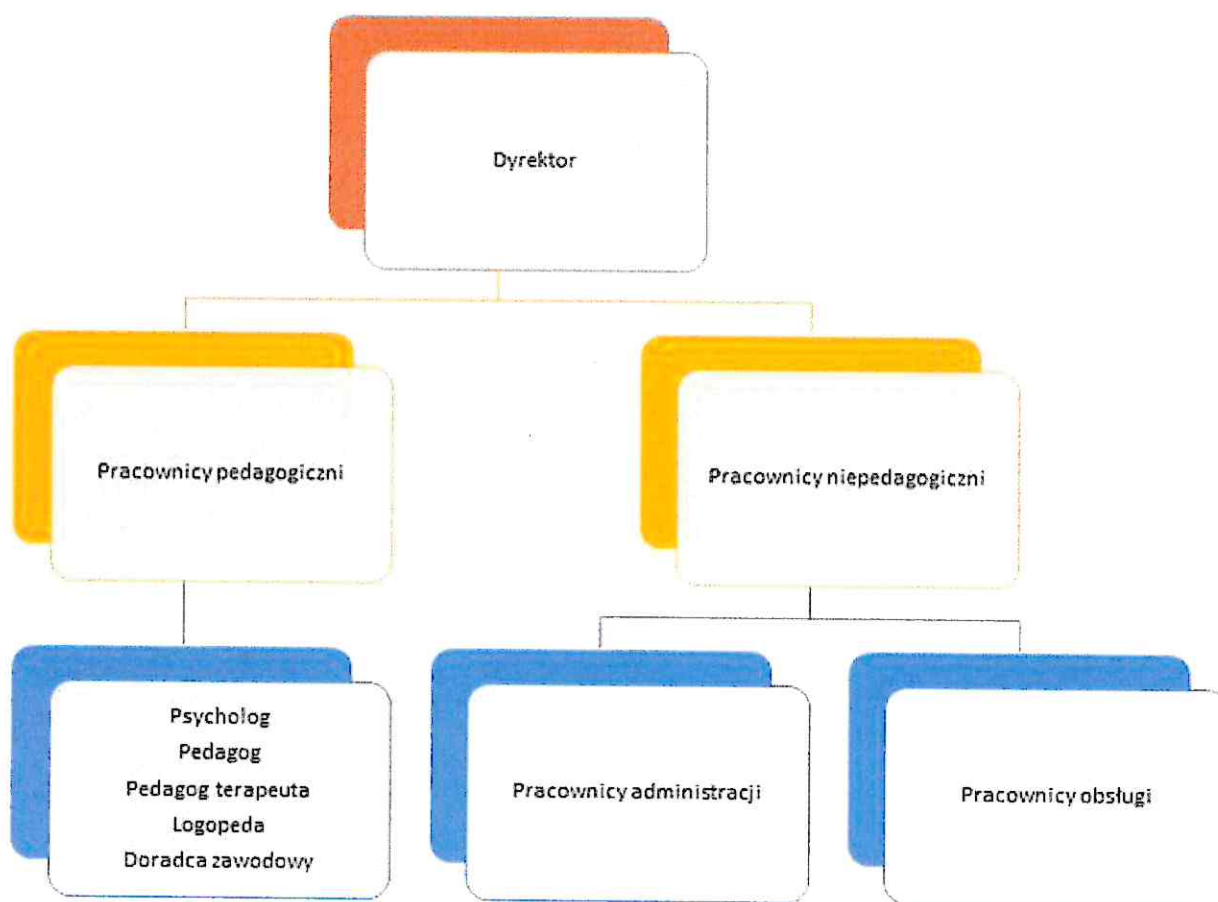 Dyrektor
Pracownicy pedagogiczni
Pracownicy niepedagogiczni
Psycholog
Pedagog
Pedagog terapeuta
Logopeda
Doradca zawodowy
Pracownicy administracji
Pracownicy obsługi